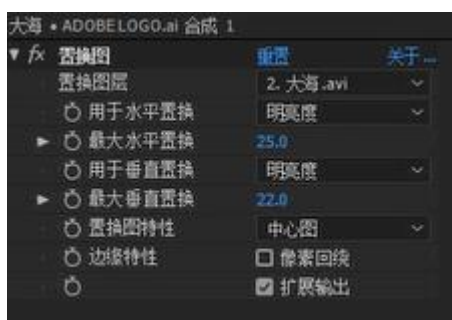 大海 • ADOBE LOGO.ai 合成 1
fx 置换图 重置 关于...
置换图层 2. 大海.avi
用于水平置换 明亮度
最大水平置换 25.0
用于垂直置换 明亮度
最大垂直置换 22.0
置换图特性 中心图
边缘特性 像素回绕
扩展输出